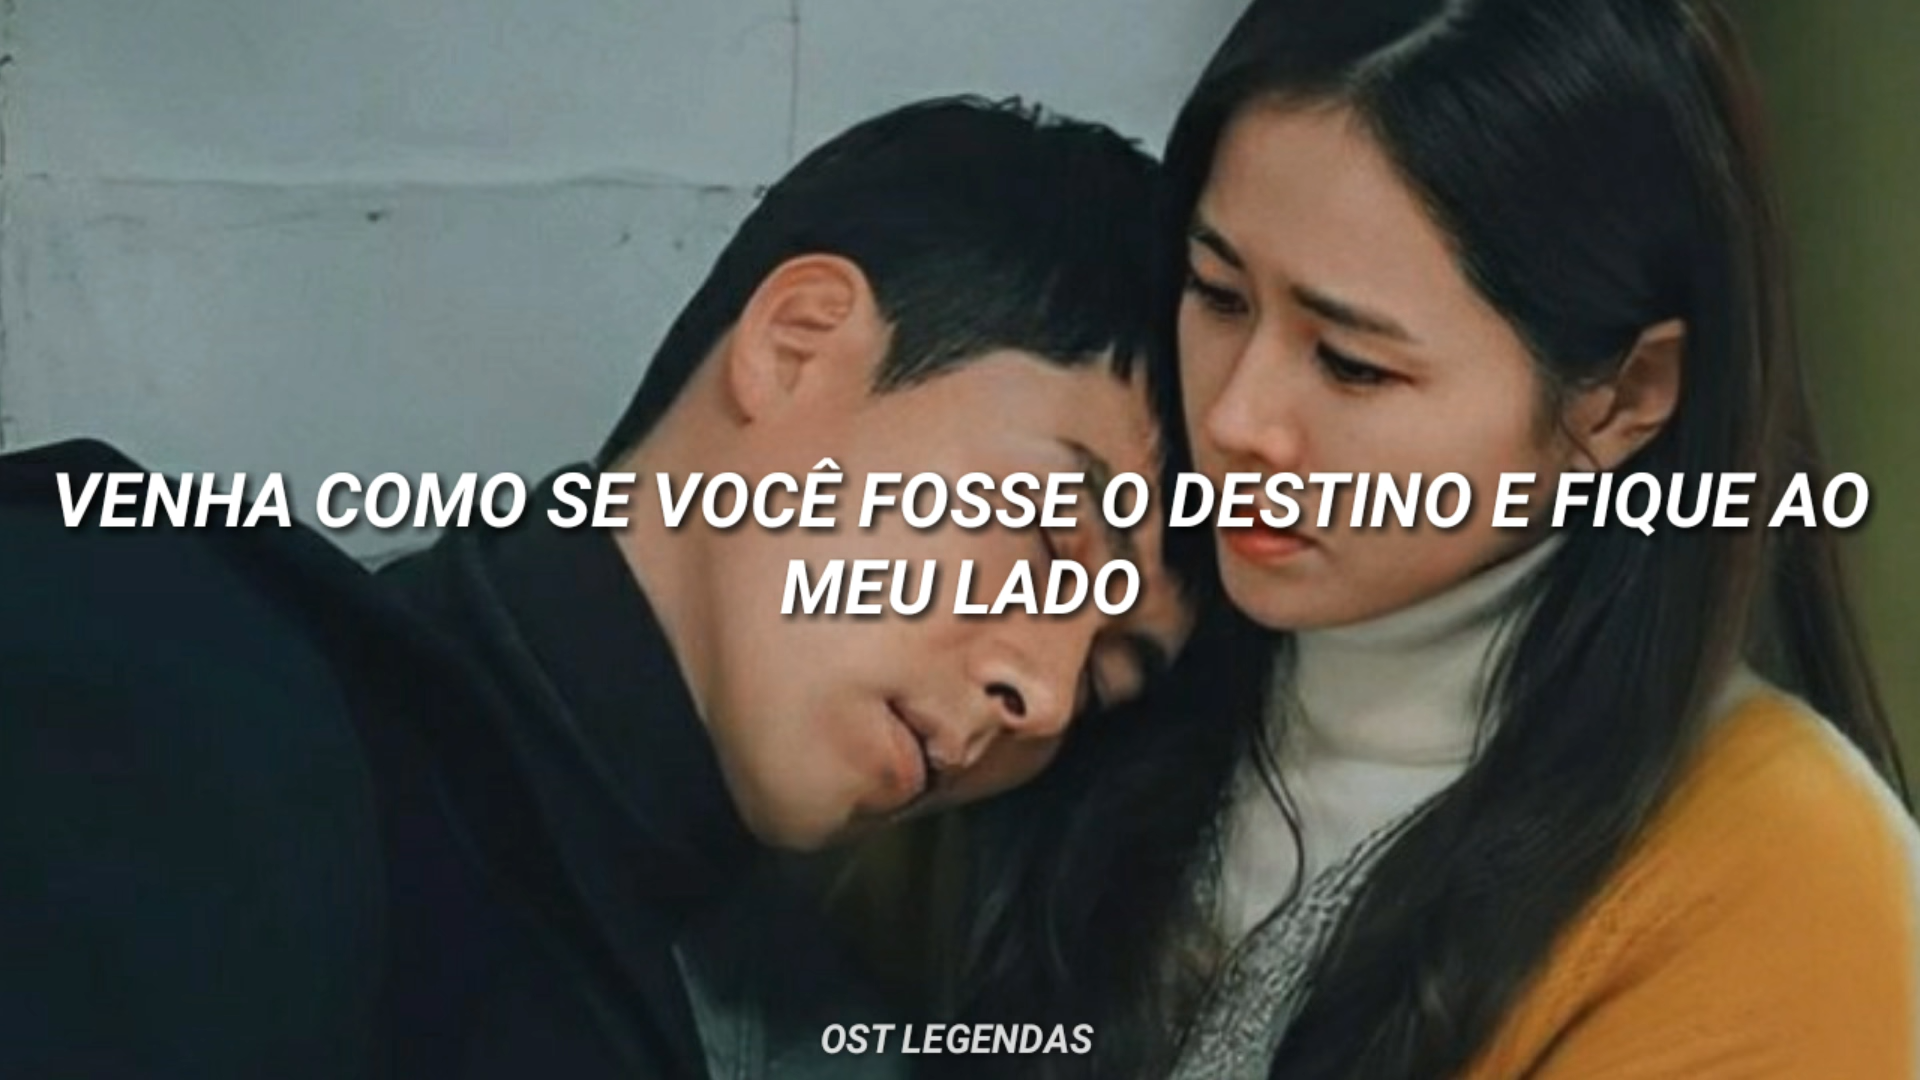 VENHA COMO SE VOCÊ FOSSE O DESTINO E FIQUE AO
MEU LADO
OST LEGENDAS